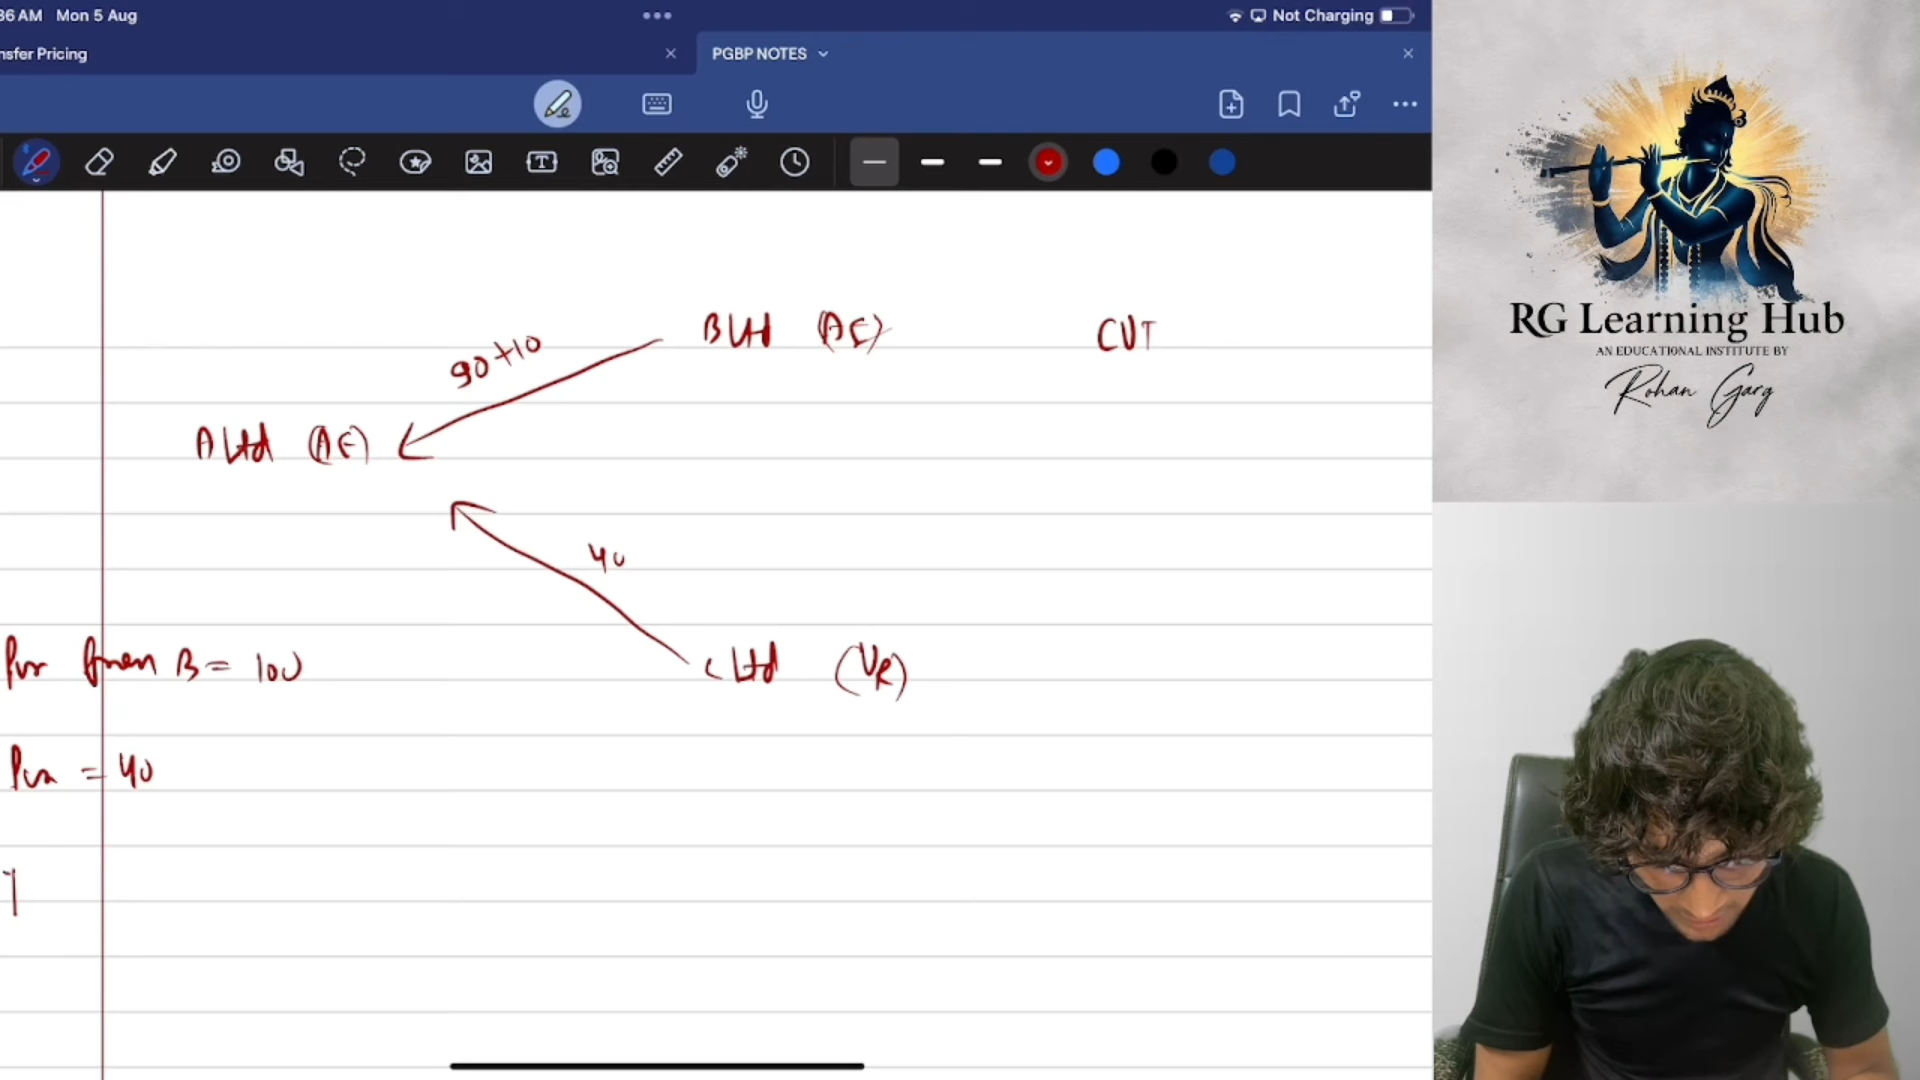 36 AM Mon 5 Aug
Not Charging
nsfer Pricing
PGBP NOTES
B Ltd (AE)
CUT
90+10
A Ltd (AE)
40
Pur from B = 100
C Ltd (UR)
Pur = 40
RG Learning Hub
AN EDUCATIONAL INSTITUTE BY
Rohan Garg